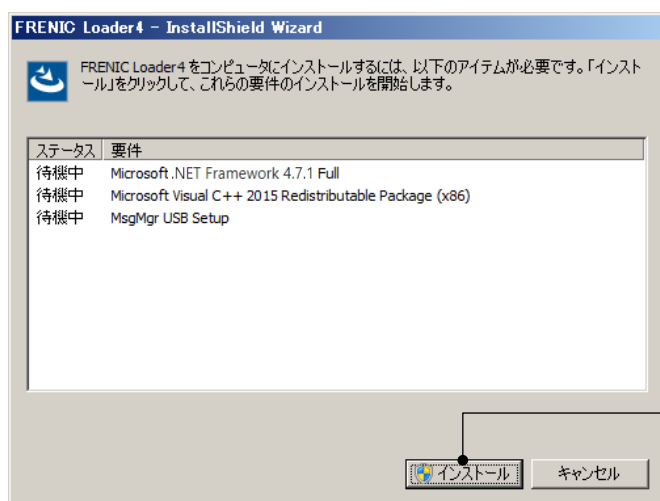 FRENIC Loader4 - InstallShield Wizard
FRENIC Loader4 をコンピュータにインストールするには、以下のアイテムが必要です。「インスト
ール」をクリックして、これらの要件のインストールを開始します。
ステータス 要件
待機中 Microsoft .NET Framework 4.7.1 Full
待機中 Microsoft Visual C++ 2015 Redistributable Package (x86)
待機中 MsgMgr USB Setup
インストール キャンセル